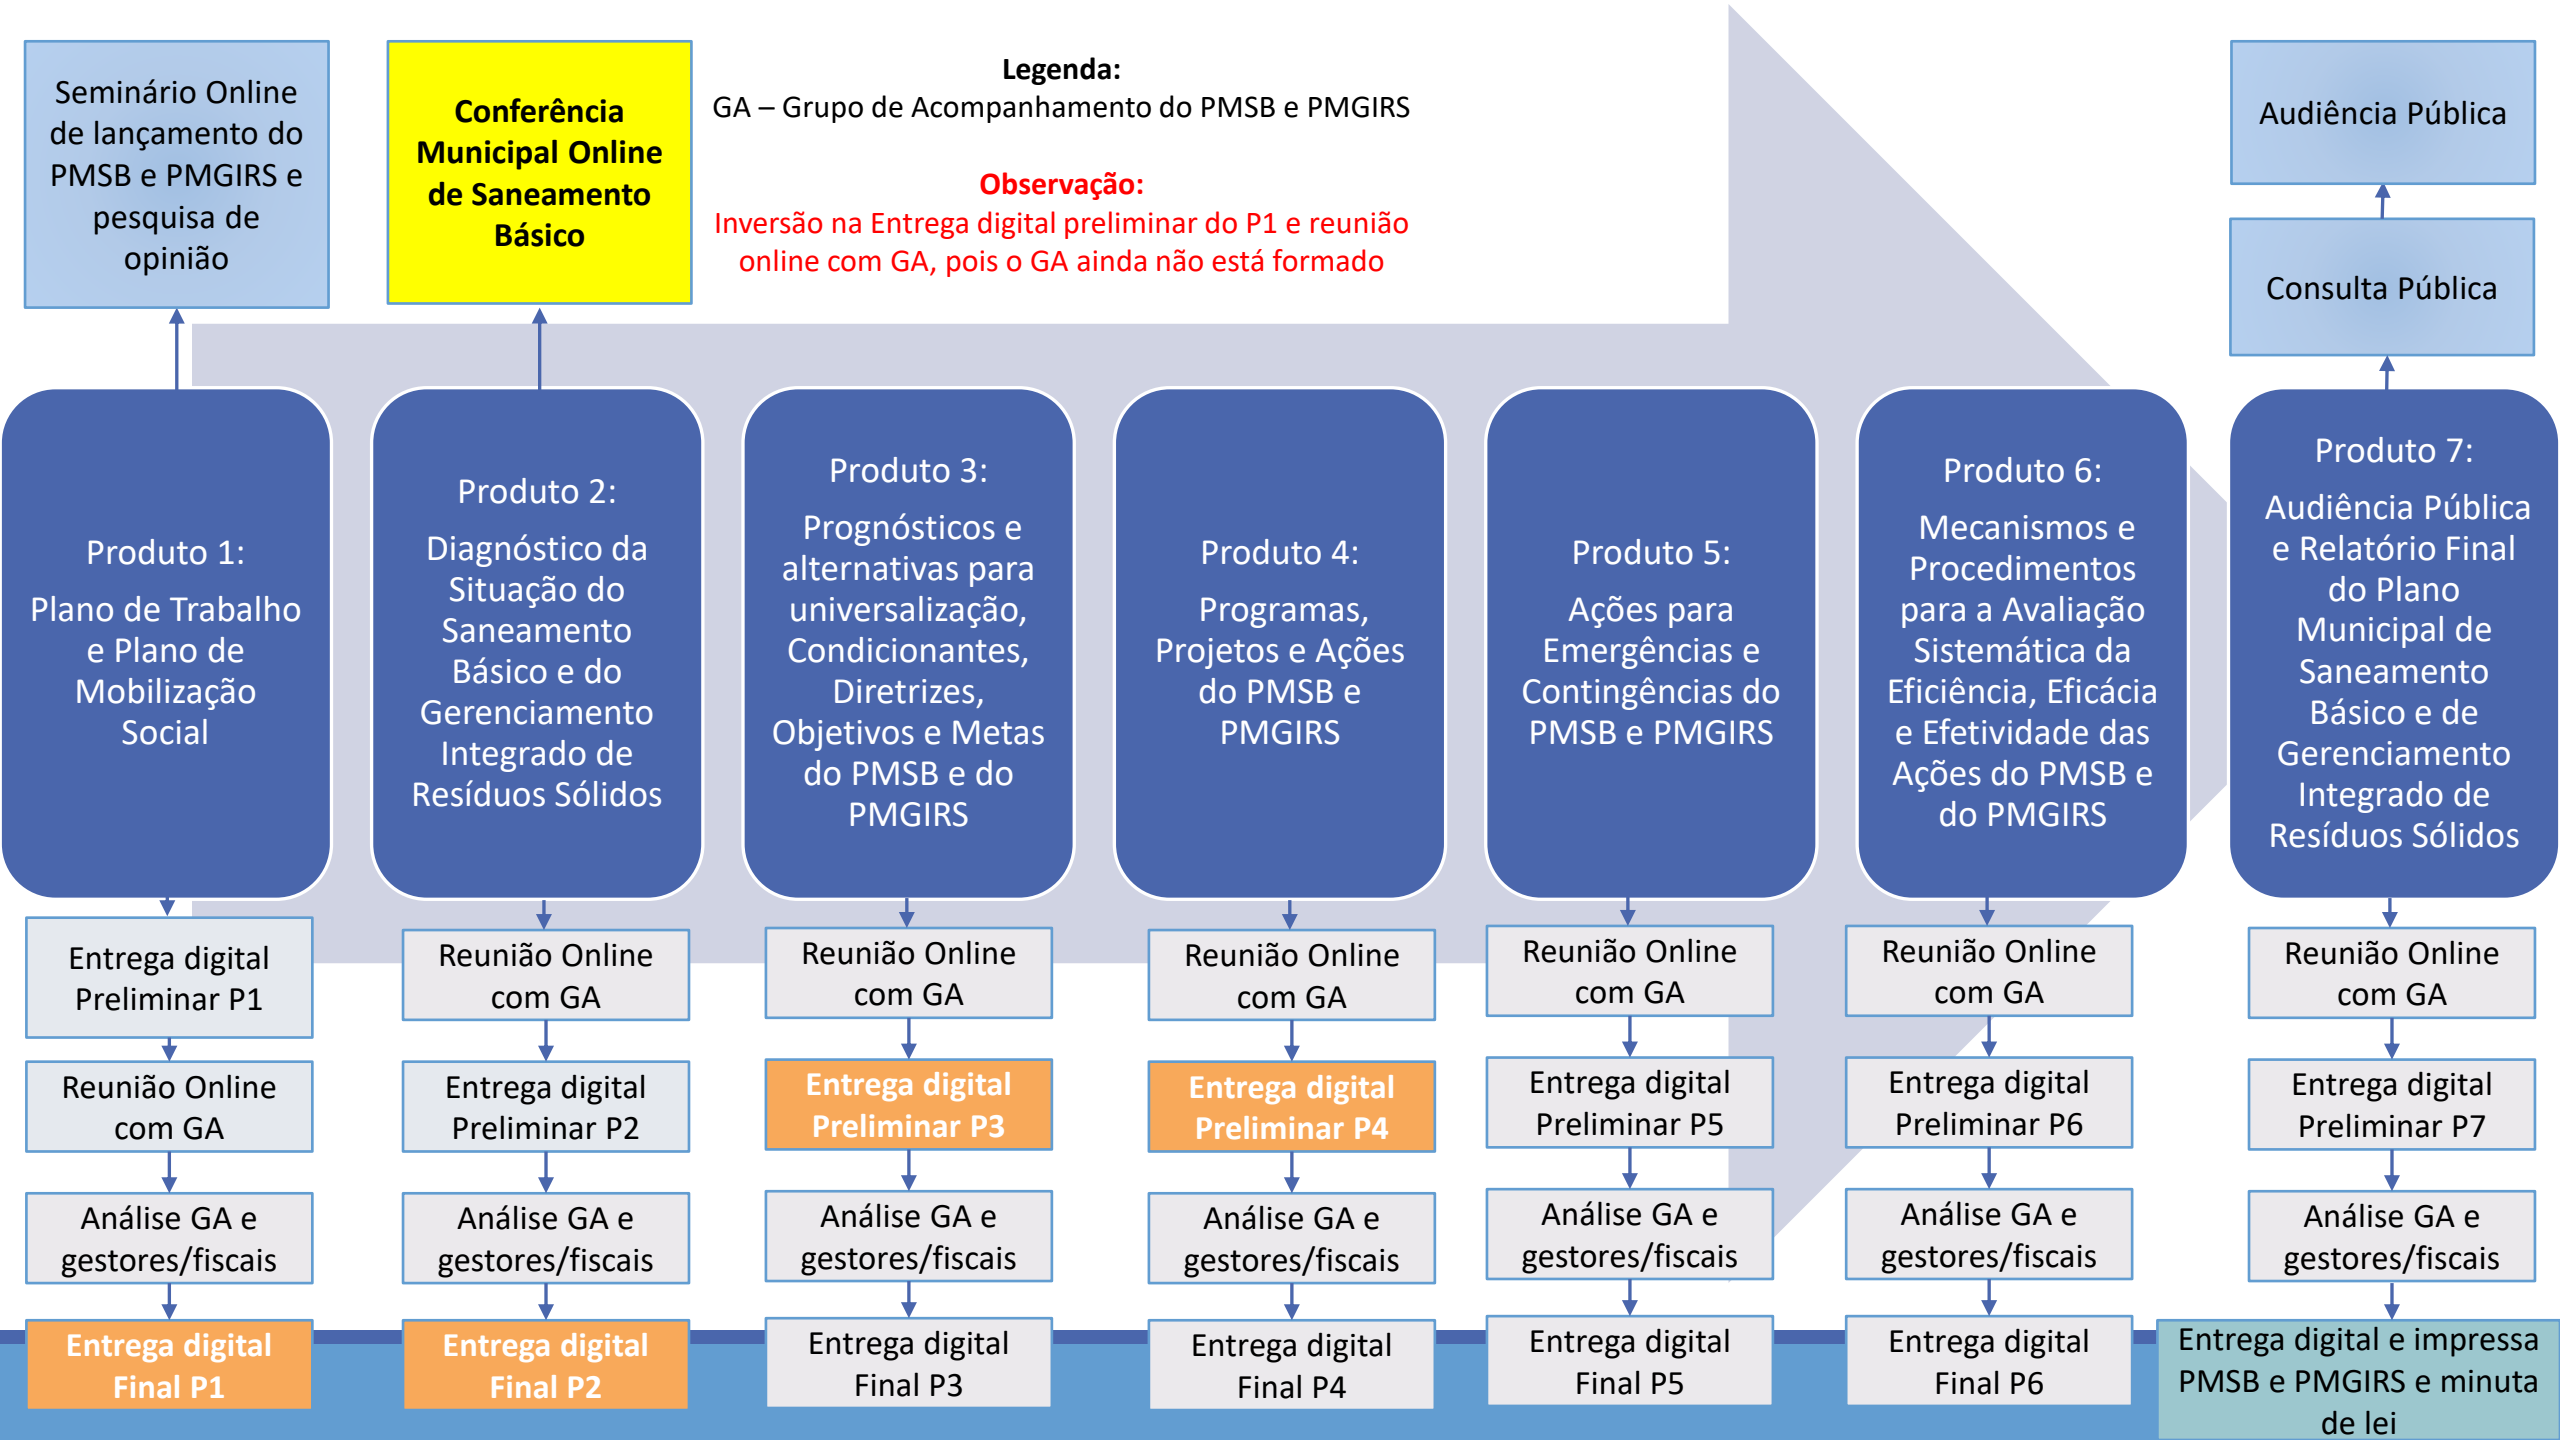 Seminário Online
de lançamento do
PMSB e PMGIRS e
pesquisa de
opinião
Conferência
Municipal Online
de Saneamento
Básico
Legenda:
GA – Grupo de Acompanhamento do PMSB e PMGIRS
Observação:
Inversão na Entrega digital preliminar do P1 e reunião
online com GA, pois o GA ainda não está formado
Audiência Pública
Consulta Pública
Produto 1:
Plano de Trabalho
e Plano de
Mobilização
Social
Produto 2:
Diagnóstico da
Situação do
Saneamento
Básico e do
Gerenciamento
Integrado de
Resíduos Sólidos
Produto 3:
Prognósticos e
alternativas para
universalização,
Condicionantes,
Diretrizes,
Objetivos e Metas
do PMSB e do
PMGIRS
Produto 4:
Programas,
Projetos e Ações
do PMSB e
PMGIRS
Produto 5:
Ações para
Emergências e
Contingências do
PMSB e PMGIRS
Produto 6:
Mecanismos e
Procedimentos
para a Avaliação
Sistemática da
Eficiência, Eficácia
e Efetividade das
Ações do PMSB e
do PMGIRS
Produto 7:
Audiência Pública
e Relatório Final
do Plano
Municipal de
Saneamento
Básico e de
Gerenciamento
Integrado de
Resíduos Sólidos
Entrega digital
Preliminar P1
Reunião Online
com GA
Análise GA e
gestores/fiscais
Entrega digital
Final P1
Reunião Online
com GA
Entrega digital
Preliminar P2
Análise GA e
gestores/fiscais
Entrega digital
Final P2
Reunião Online
com GA
Entrega digital
Preliminar P3
Análise GA e
gestores/fiscais
Entrega digital
Final P3
Reunião Online
com GA
Entrega digital
Preliminar P4
Análise GA e
gestores/fiscais
Entrega digital
Final P4
Reunião Online
com GA
Entrega digital
Preliminar P5
Análise GA e
gestores/fiscais
Entrega digital
Final P5
Reunião Online
com GA
Entrega digital
Preliminar P6
Análise GA e
gestores/fiscais
Entrega digital
Final P6
Reunião Online
com GA
Entrega digital
Preliminar P7
Análise GA e
gestores/fiscais
Entrega digital e impressa
PMSB e PMGIRS e minuta
de lei